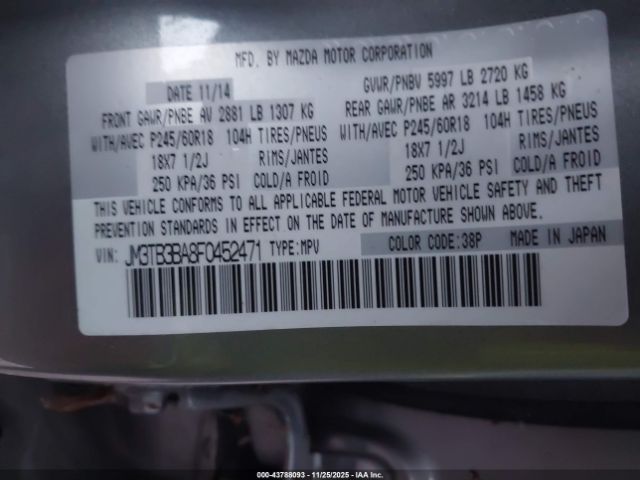 MFD. BY MAZDA MOTOR CORPORATION
DATE 11/14 GVWR/PNBV 5997 LB 2720 KG
FRONT GAWR/PNBE AV 2881 LB 1307 KG REAR GAWR/PNBE AR 3214 LB 1458 KG
WITH/AVEC P245/60R18 104H TIRES/PNEUS WITH/AVEC P245/60R18 104H TIRES/PNEUS
18X7 1/2J RIMS/JANTES 18X7 1/2J RIMS/JANTES
250 KPA/36 PSI COLD/A FROID 250 KPA/36 PSI COLD/A FROID
THIS VEHICLE CONFORMS TO ALL APPLICABLE FEDERAL MOTOR VEHICLE SAFETY AND THEFT
PREVENTION STANDARDS IN EFFECT ON THE DATE OF MANUFACTURE SHOWN ABOVE.
VIN: JM3TB3BA8F0452471 TYPE:MPV COLOR CODE:38P MADE IN JAPAN
000-43788093 - 11/25/2025 - IAA Inc.